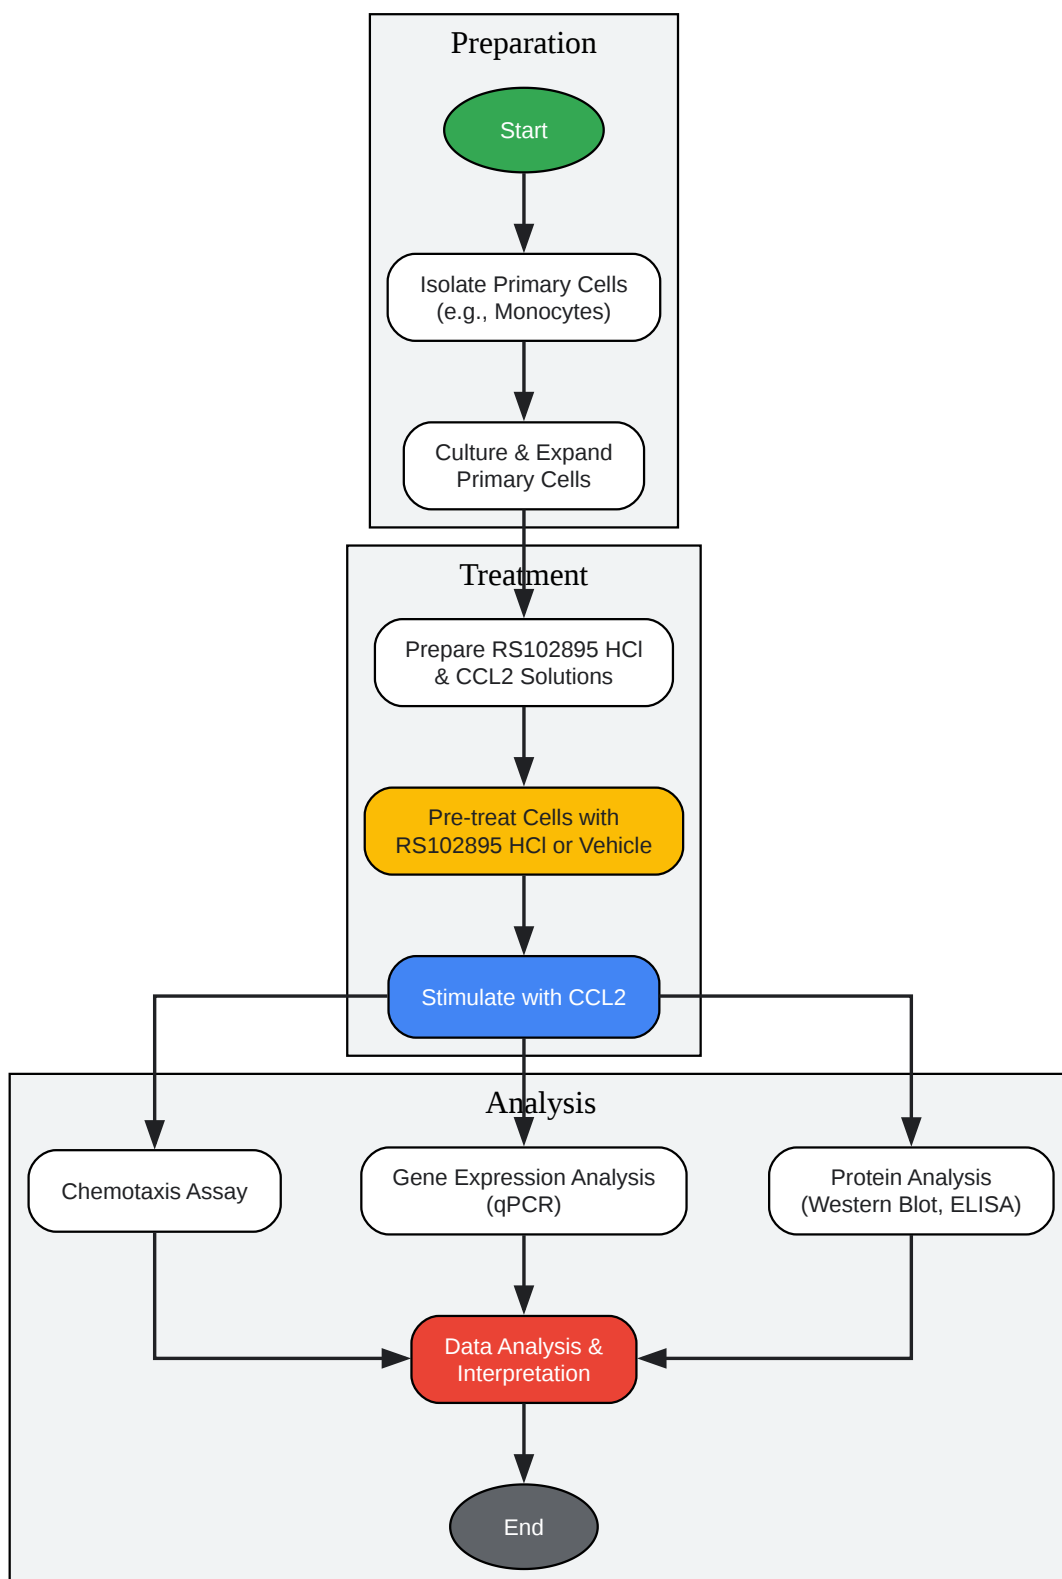 Preparation
Start
Isolate Primary Cells
(e.g., Monocytes)
Culture & Expand
Primary Cells
Treatment
Prepare RS102895 HCl
& CCL2 Solutions
Pre-treat Cells with
RS102895 HCl or Vehicle
Stimulate with CCL2
Analysis
Chemotaxis Assay
Gene Expression Analysis
(qPCR)
Protein Analysis
(Western Blot, ELISA)
Data Analysis &
Interpretation
End